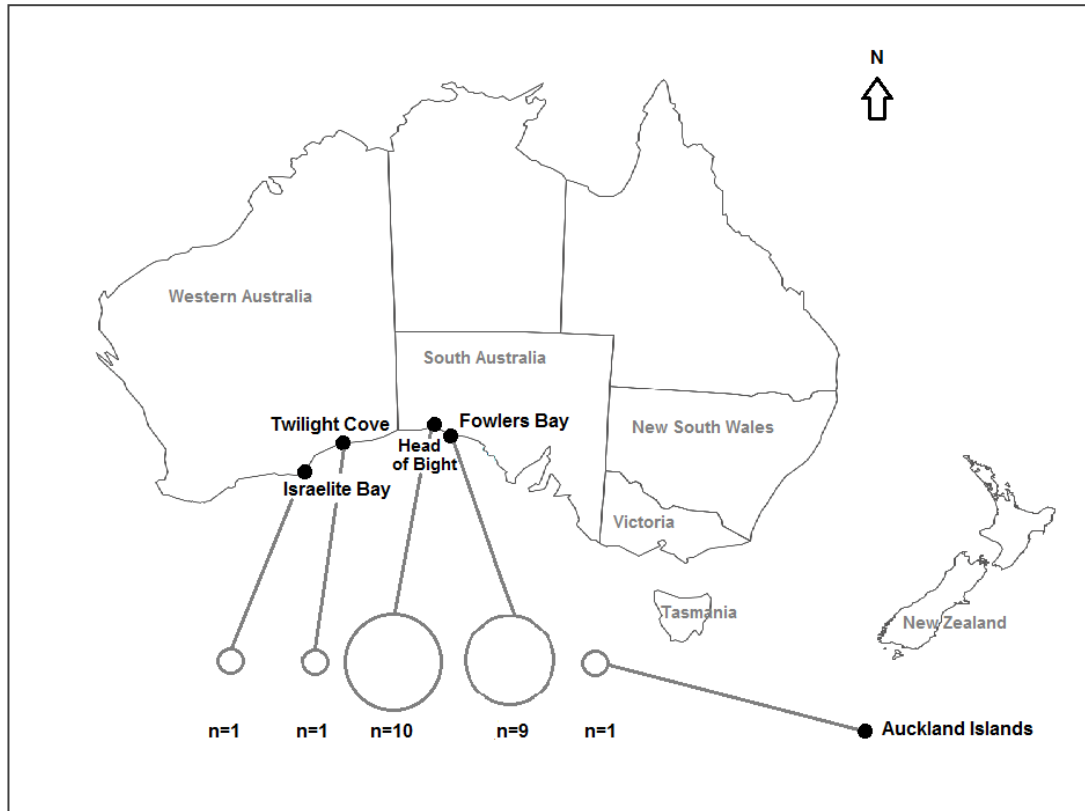 N
Western Australia
South Australia
Twilight Cove
Fowlers Bay
New South Wales
Head
of Bight
Israelite Bay
Victoria
Tasmania
New Zealand
n=1
n=1
n=10
n=9
n=1
Auckland Islands